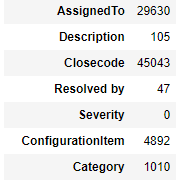 AssignedTo 29630
Description 105
Closecode 45043
Resolved by 47
Severity 0
ConfigurationItem 4892
Category 1010